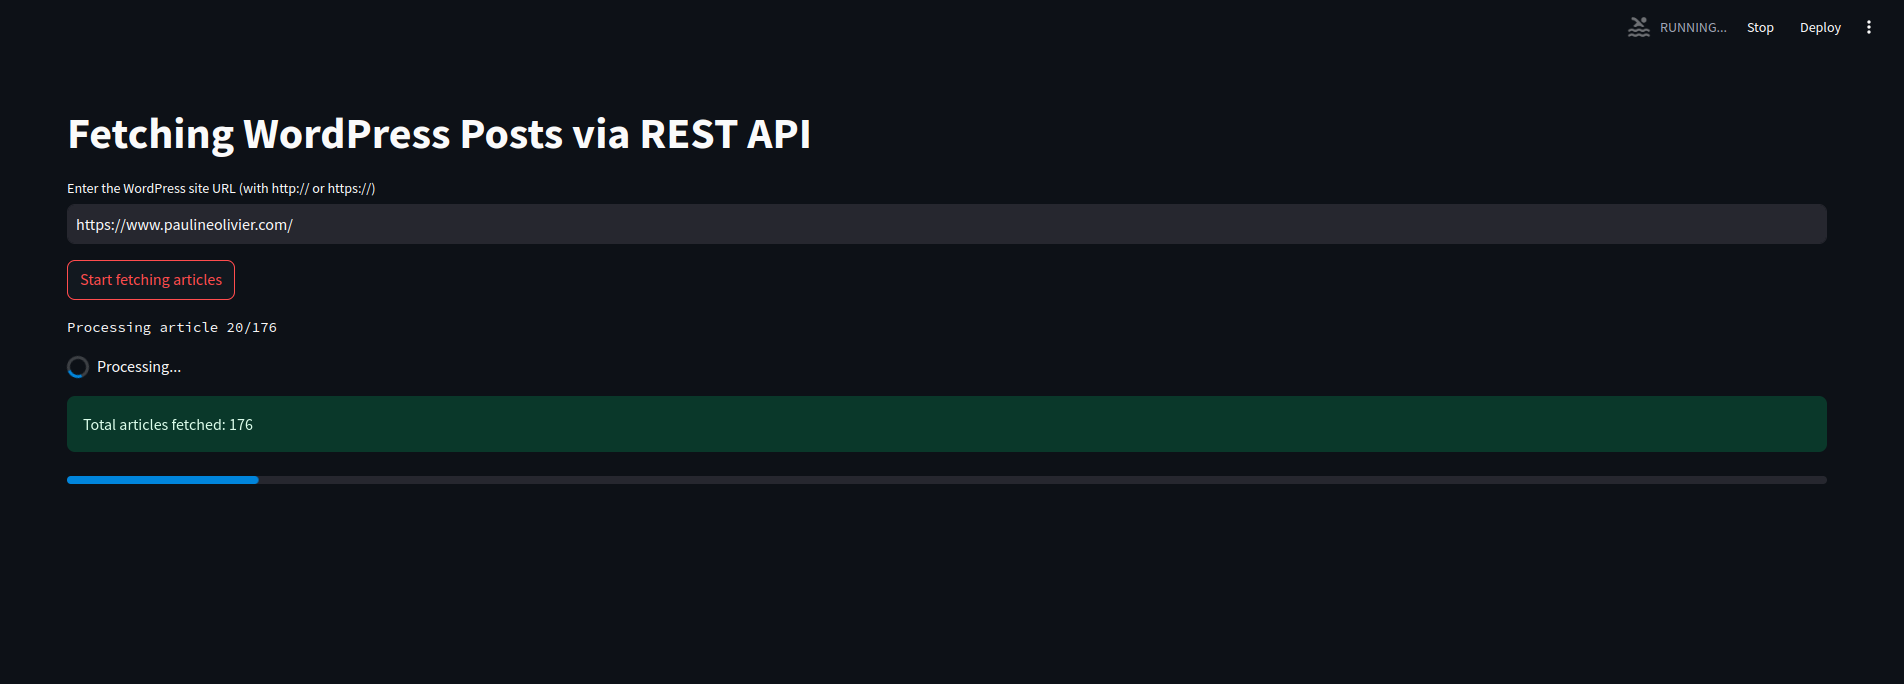 RUNNING... Stop Deploy
Fetching WordPress Posts via REST API
Enter the WordPress site URL (with http:// or https://)
https://www.paulineolivier.com/
Start fetching articles
Processing article 20/176
Processing...
Total articles fetched: 176